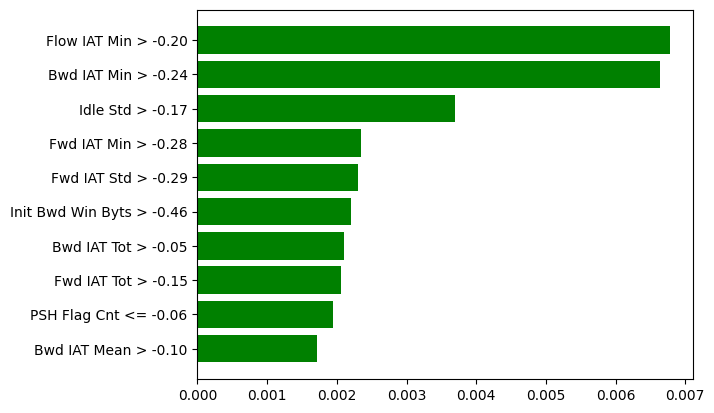 Flow IAT Min > -0.20
Bwd IAT Min > -0.24
Idle Std > -0.17
Fwd IAT Min > -0.28
Fwd IAT Std > -0.29
Init Bwd Win Byts > -0.46
Bwd IAT Tot > -0.05
Fwd IAT Tot > -0.15
PSH Flag Cnt <= -0.06
Bwd IAT Mean > -0.10
0.000 0.001 0.002 0.003 0.004 0.005 0.006 0.007